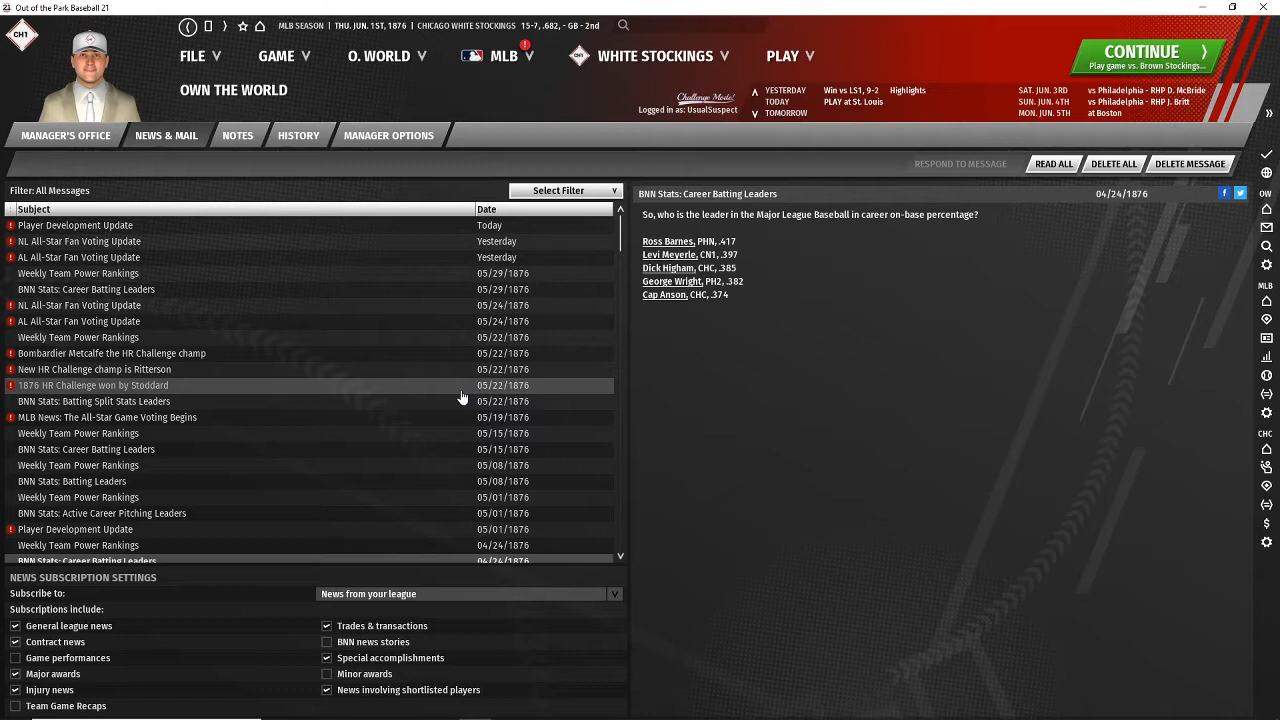 Out of the Park Baseball 21
CH1
MLB SEASON | THU. JUN. 1ST, 1876 | CHICAGO WHITE STOCKINGS 15-7, .682, - GB - 2nd
FILE GAME O. WORLD MLB WHITE STOCKINGS PLAY
CH1
CONTINUE
Play game vs. Brown Stockings...
OWN THE WORLD
Challenge Mode!
Logged in as: UsualSuspect
YESTERDAY Win vs LS1, 9-2 Highlights SAT. JUN. 3RD vs Philadelphia - RHP D. McBride
TODAY PLAY at St. Louis SUN. JUN. 4TH vs Philadelphia - RHP J. Britt
TOMORROW MON. JUN. 5TH at Boston
MANAGER'S OFFICE NEWS & MAIL NOTES HISTORY MANAGER OPTIONS
RESPOND TO MESSAGE READ ALL DELETE ALL DELETE MESSAGE
Filter: All Messages Select Filter
Subject Date
Player Development Update Today
NL All-Star Fan Voting Update Yesterday
AL All-Star Fan Voting Update Yesterday
Weekly Team Power Rankings 05/29/1876
BNN Stats: Career Batting Leaders 05/29/1876
NL All-Star Fan Voting Update 05/24/1876
AL All-Star Fan Voting Update 05/24/1876
Weekly Team Power Rankings 05/22/1876
Bombardier Metcalfe the HR Challenge champ 05/22/1876
New HR Challenge champ is Ritterson 05/22/1876
1876 HR Challenge won by Stoddard 05/22/1876
BNN Stats: Batting Split Stats Leaders 05/22/1876
MLB News: The All-Star Game Voting Begins 05/19/1876
Weekly Team Power Rankings 05/15/1876
BNN Stats: Career Batting Leaders 05/15/1876
Weekly Team Power Rankings 05/08/1876
BNN Stats: Batting Leaders 05/08/1876
Weekly Team Power Rankings 05/01/1876
BNN Stats: Active Career Pitching Leaders 05/01/1876
Player Development Update 05/01/1876
Weekly Team Power Rankings 04/24/1876
BNN Stats: Career Batting Leaders 04/24/1876
BNN Stats: Career Batting Leaders 04/24/1876
So, who is the leader in the Major League Baseball in career on-base percentage?
Ross Barnes, PHN, .417
Levi Meyerle, CN1, .397
Dick Higham, CHC, .385
George Wright, PH2, .382
Cap Anson, CHC, .374
NEWS SUBSCRIPTION SETTINGS
Subscribe to: News from your league
Subscriptions include:
General league news Trades & transactions
Contract news BNN news stories
Game performances Special accomplishments
Major awards Minor awards
Injury news News involving shortlisted players
Team Game Recaps
OW
MLB
CHC